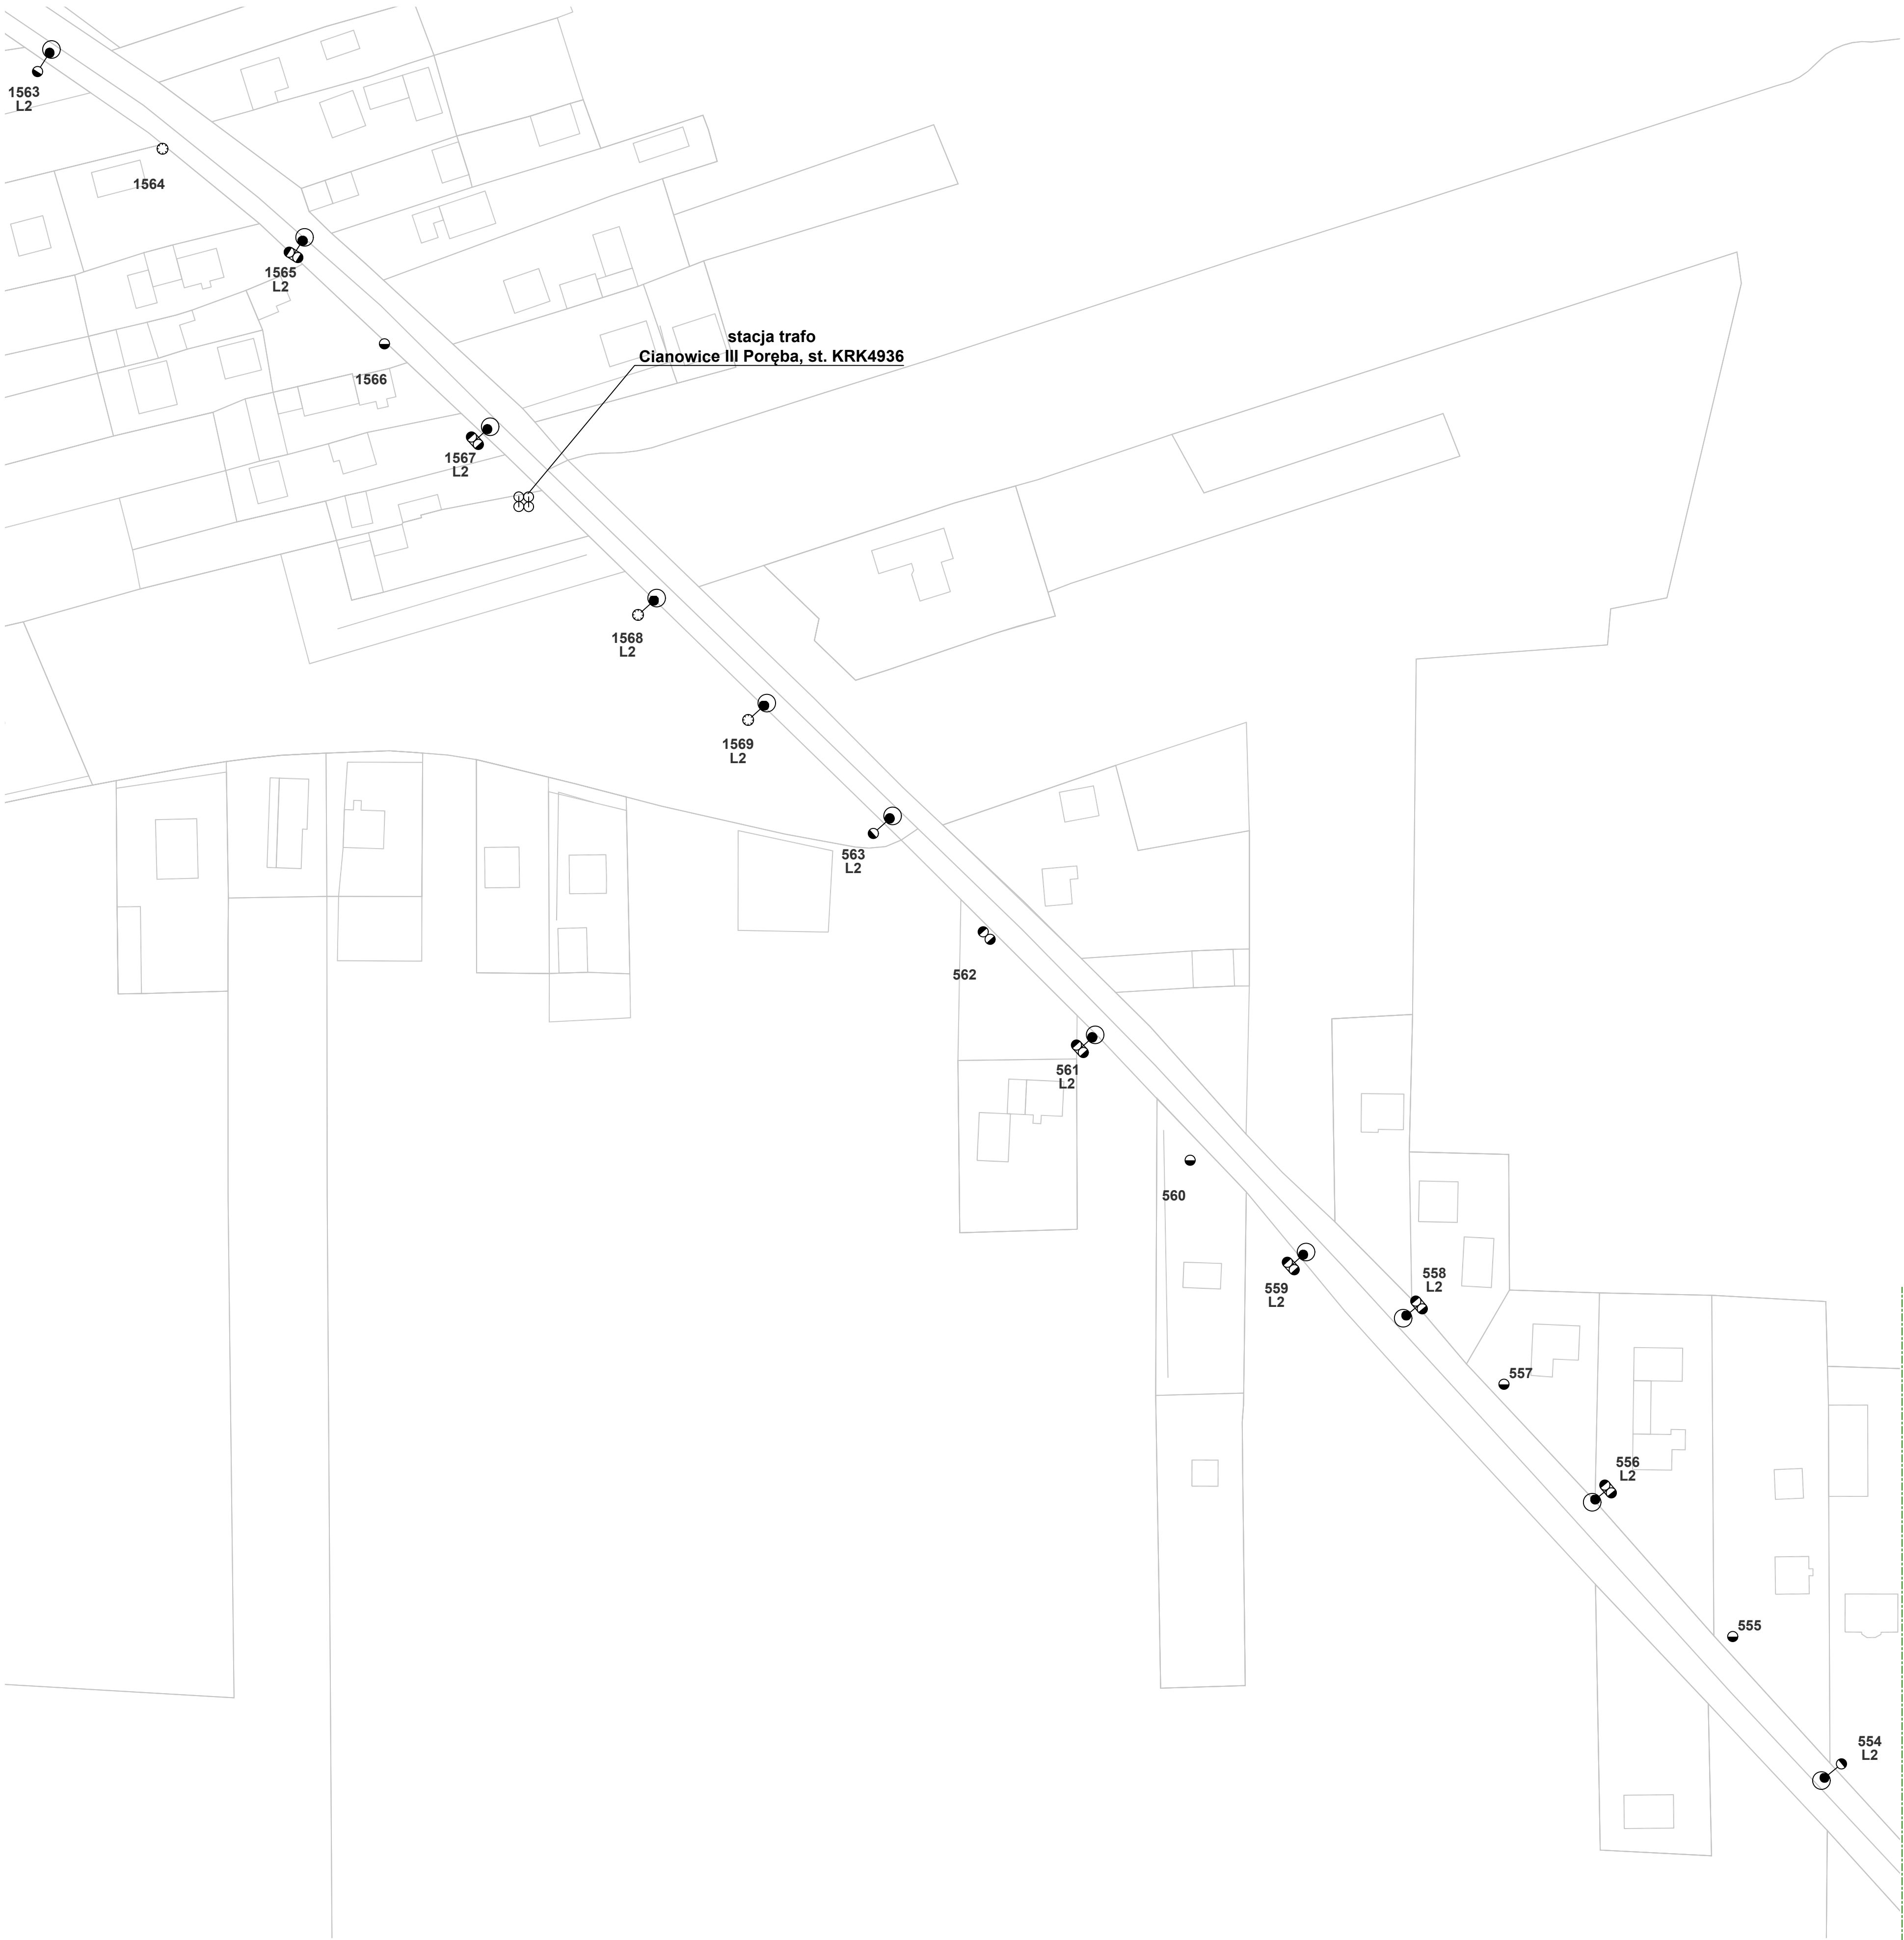 1563
L2
1564
1565
L2
stacja trafo
Cianowice III Poręba, st. KRK4936
1566
1567
L2
1568
L2
1569
L2
563
L2
562
561
L2
560
559
L2
558
L2
557
556
L2
555
554
L2